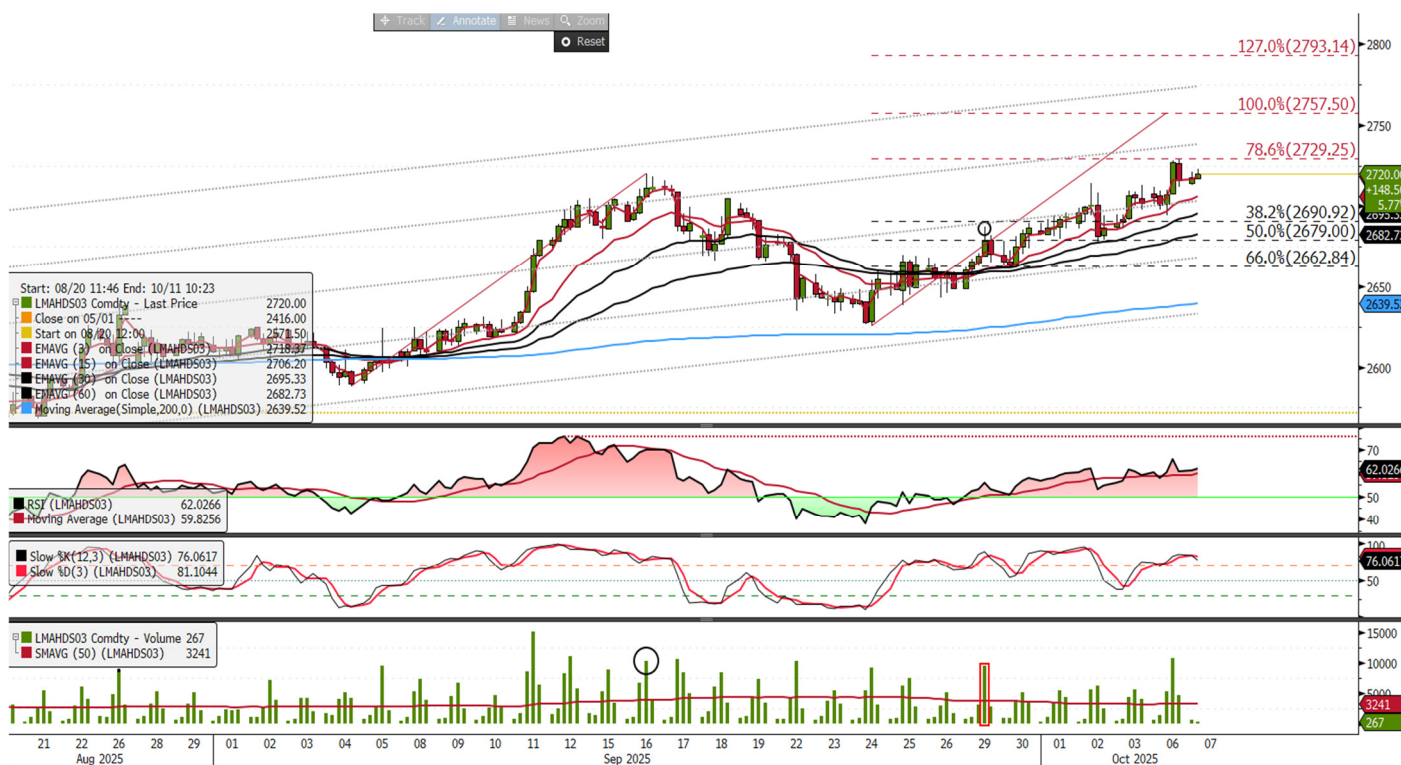 Track Annotate News Zoom
Reset
2800
127.0%(2793.14)
100.0%(2757.50)
2750
78.6%(2729.25)
2720.00
+148.50
5.77%
38.2%(2690.92)
2695.33
50.0%(2679.00)
2682.73
66.0%(2662.84)
2650
2639.52
2600
Start: 08/20 11:46 End: 10/11 10:23
LMAHDS03 Comdty - Last Price 2720.00
Close on 05/01 ---- 2416.00
Start on 08/20 12:00 2571.50
EMAVG (3) on Close (LMAHDS03) 2718.37
EMAVG (15) on Close (LMAHDS03) 2706.20
EMAVG (30) on Close (LMAHDS03) 2695.33
EMAVG (60) on Close (LMAHDS03) 2682.73
Moving Average(Simple,200,0) (LMAHDS03) 2639.52
70
62.0266
50
40
RSI (LMAHDS03) 62.0266
Moving Average (LMAHDS03) 59.8256
100
76.0617
50
Slow %K(12,3) (LMAHDS03) 76.0617
Slow %D(3) (LMAHDS03) 81.1044
LMAHDS03 Comdty - Volume 267
SMAVG (50) (LMAHDS03) 3241
15000
10000
5000
3241
267
21 22 26 28 29 01 02 03 04 05 08 09 10 11 12 15 16 17 18 19 22 23 24 25 26 29 30 01 02 03 06 07
Aug 2025 Sep 2025 Oct 2025